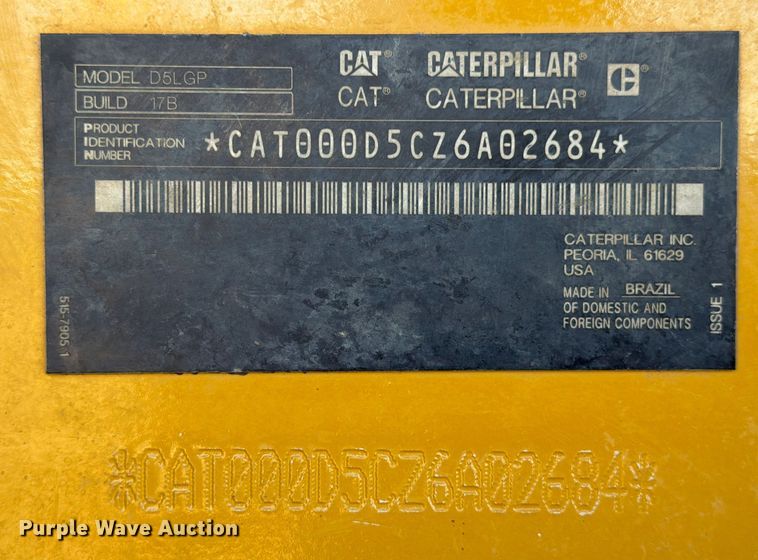 MODEL D5LGP
BUILD 17B
CAT CATERPILLAR C
CAT® CATERPILLAR® ®
PRODUCT
IDENTIFICATION
NUMBER
*CAT000D5CZ6A02684*
CATERPILLAR INC.
PEORIA, IL 61629
USA
MADE IN BRAZIL
OF DOMESTIC AND
FOREIGN COMPONENTS
ISSUE 1
515-7905 1
*CAT000D5CZ6A02684*
Purple Wave Auction